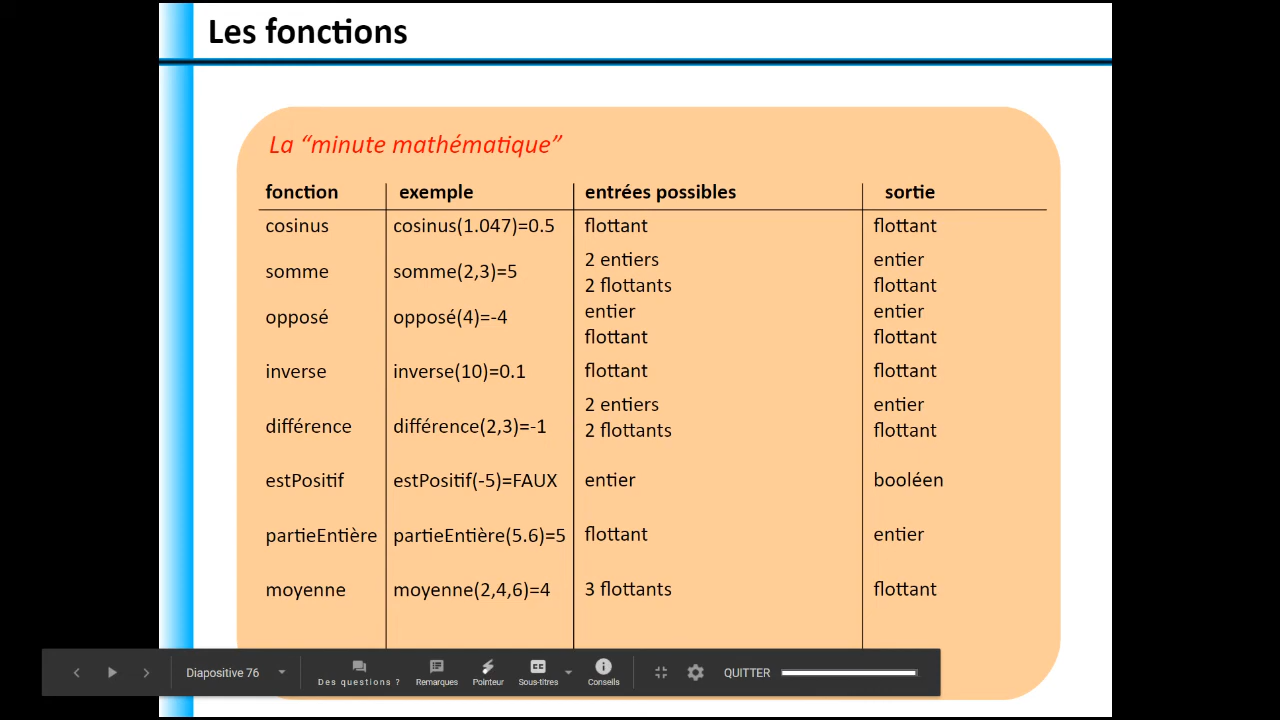 Les fonctions
La “minute mathématique”
fonction exemple entrées possibles sortie
cosinus cosinus(1.047)=0.5 flottant flottant
somme somme(2,3)=5 2 entiers entier
2 flottants flottant
opposé opposé(4)=-4 entier entier
flottant flottant
inverse inverse(10)=0.1 flottant flottant
différence différence(2,3)=-1 2 entiers entier
2 flottants flottant
estPositif estPositif(-5)=FAUX entier booléen
partieEntière partieEntière(5.6)=5 flottant entier
moyenne moyenne(2,4,6)=4 3 flottants flottant
Diapositive 76 Des questions ? Remarques Pointeur CC Sous-titres Conseils QUITTER